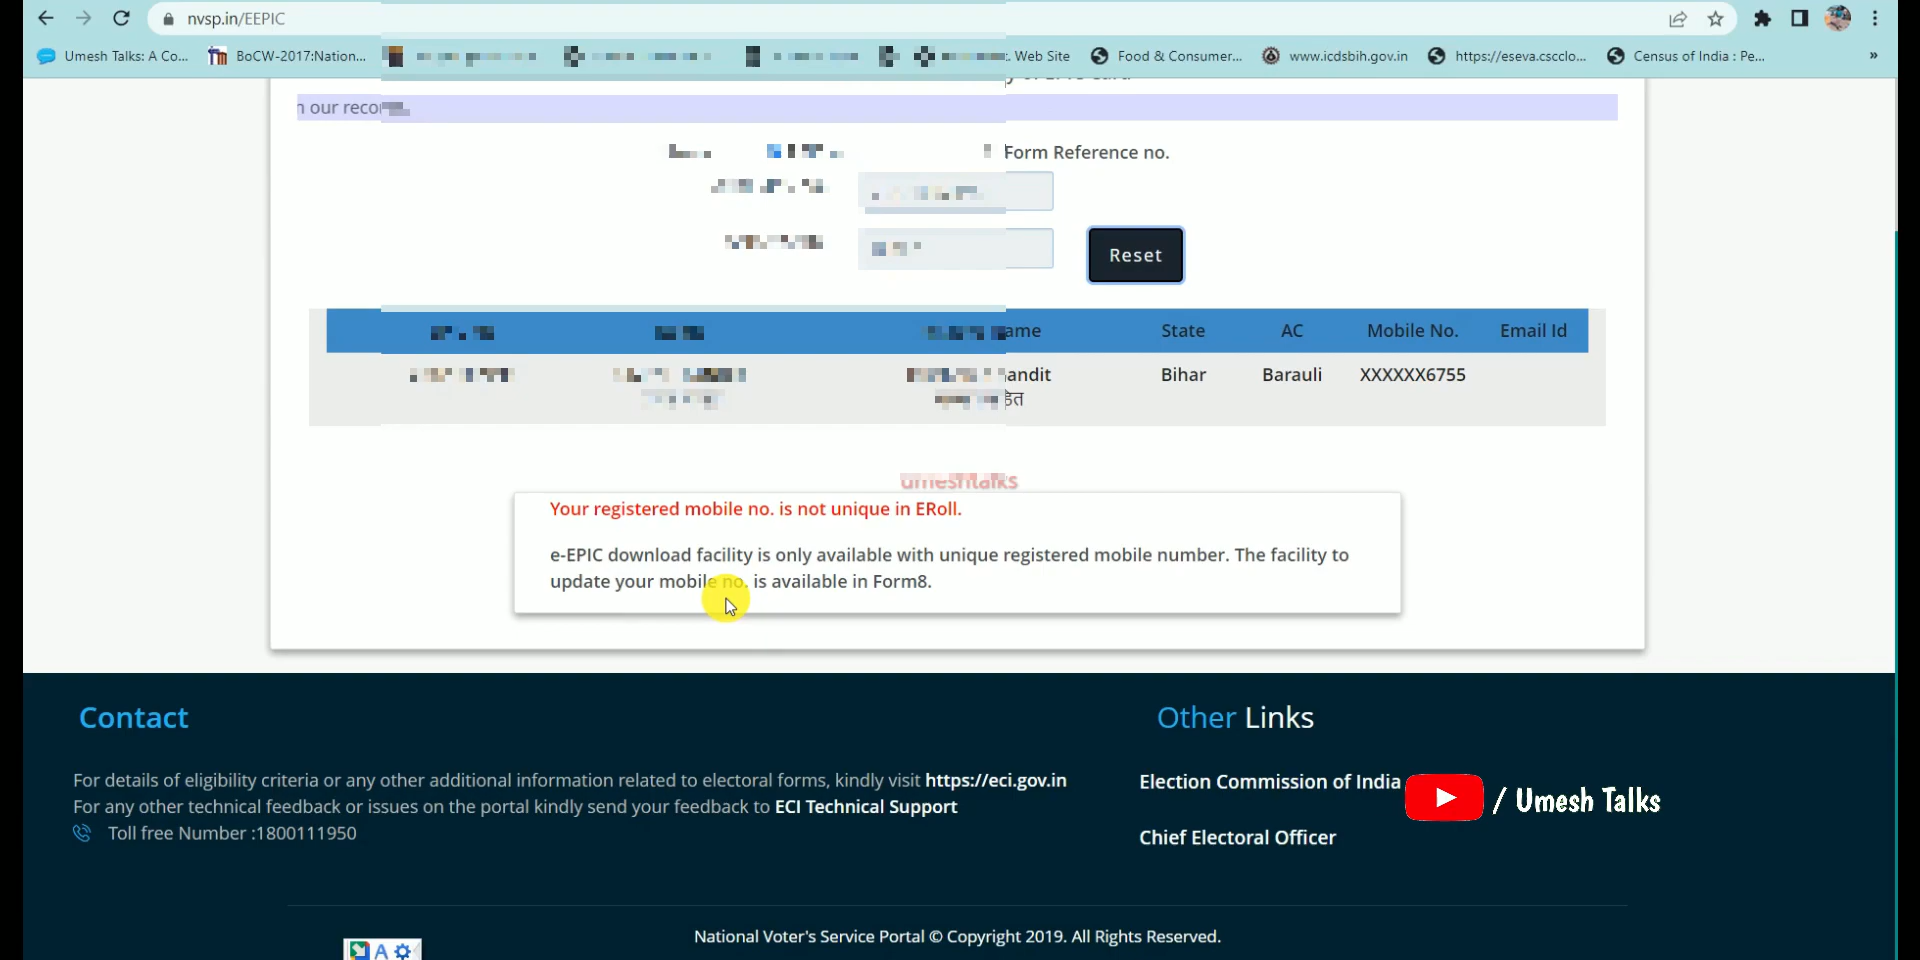 nvsp.in/EEPIC
Umesh Talks: A Co...
BoCW-2017:Nation...
. Web Site
Food & Consumer...
www.icdsbih.gov.in
https://eseva.cscclo...
Census of India : Pe...
»
n our recor
Form Reference no.
Reset
ame State AC Mobile No. Email Id
andit Bihar Barauli XXXXXX6755
umeshtalks
Your registered mobile no. is not unique in ERoll.
e-EPIC download facility is only available with unique registered mobile number. The facility to
update your mobile no. is available in Form8.
Contact
For details of eligibility criteria or any other additional information related to electoral forms, kindly visit https://eci.gov.in
For any other technical feedback or issues on the portal kindly send your feedback to ECI Technical Support
Toll free Number :1800111950
Other Links
Election Commission of India
Chief Electoral Officer
/ Umesh Talks
National Voter's Service Portal © Copyright 2019. All Rights Reserved.
A